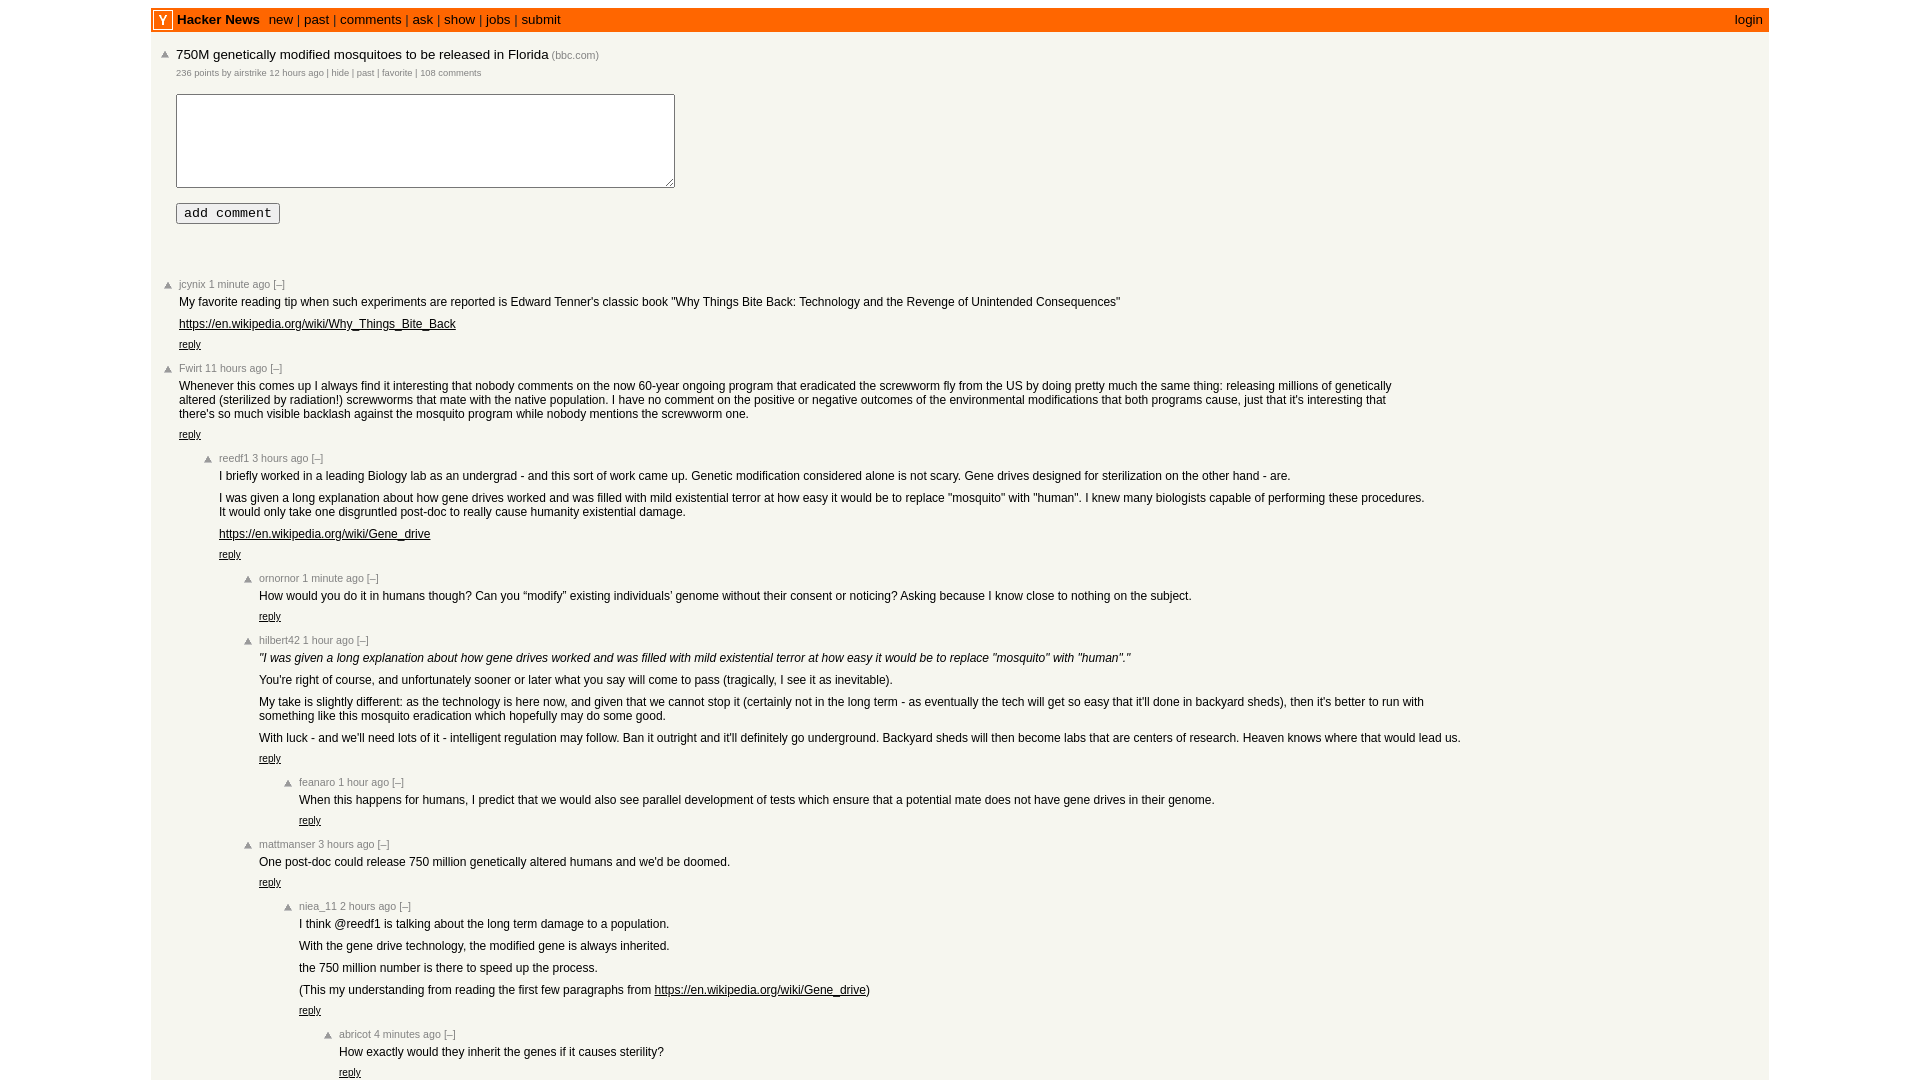 Y Hacker News new | past | comments | ask | show | jobs | submit login
750M genetically modified mosquitoes to be released in Florida (bbc.com)
236 points by airstrike 12 hours ago | hide | past | favorite | 108 comments
add comment
jcynix 1 minute ago [–]
My favorite reading tip when such experiments are reported is Edward Tenner's classic book "Why Things Bite Back: Technology and the Revenge of Unintended Consequences"
https://en.wikipedia.org/wiki/Why_Things_Bite_Back
reply
Fwirt 11 hours ago [–]
Whenever this comes up I always find it interesting that nobody comments on the now 60-year ongoing program that eradicated the screwworm fly from the US by doing pretty much the same thing: releasing millions of genetically
altered (sterilized by radiation!) screwworms that mate with the native population. I have no comment on the positive or negative outcomes of the environmental modifications that both programs cause, just that it's interesting that
there's so much visible backlash against the mosquito program while nobody mentions the screwworm one.
reply
reedf1 3 hours ago [–]
I briefly worked in a leading Biology lab as an undergrad - and this sort of work came up. Genetic modification considered alone is not scary. Gene drives designed for sterilization on the other hand - are.
I was given a long explanation about how gene drives worked and was filled with mild existential terror at how easy it would be to replace "mosquito" with "human". I knew many biologists capable of performing these procedures.
It would only take one disgruntled post-doc to really cause humanity existential damage.
https://en.wikipedia.org/wiki/Gene_drive
reply
ornornor 1 minute ago [–]
How would you do it in humans though? Can you “modify” existing individuals’ genome without their consent or noticing? Asking because I know close to nothing on the subject.
reply
hilbert42 1 hour ago [–]
"I was given a long explanation about how gene drives worked and was filled with mild existential terror at how easy it would be to replace "mosquito" with "human"."
You're right of course, and unfortunately sooner or later what you say will come to pass (tragically, I see it as inevitable).
My take is slightly different: as the technology is here now, and given that we cannot stop it (certainly not in the long term - as eventually the tech will get so easy that it'll done in backyard sheds), then it's better to run with
something like this mosquito eradication which hopefully may do some good.
With luck - and we'll need lots of it - intelligent regulation may follow. Ban it outright and it'll definitely go underground. Backyard sheds will then become labs that are centers of research. Heaven knows where that would lead us.
reply
feanaro 1 hour ago [–]
When this happens for humans, I predict that we would also see parallel development of tests which ensure that a potential mate does not have gene drives in their genome.
reply
mattmanser 3 hours ago [–]
One post-doc could release 750 million genetically altered humans and we'd be doomed.
reply
niea_11 2 hours ago [–]
I think @reedf1 is talking about the long term damage to a population.
With the gene drive technology, the modified gene is always inherited.
the 750 million number is there to speed up the process.
(This my understanding from reading the first few paragraphs from https://en.wikipedia.org/wiki/Gene_drive)
reply
abricot 4 minutes ago [–]
How exactly would they inherit the genes if it causes sterility?
reply